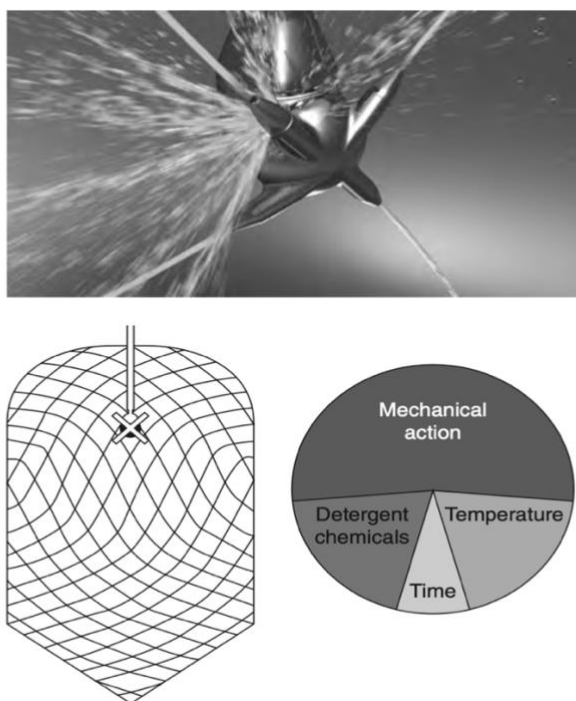 Mechanical
action
Detergent
chemicals
Temperature
Time